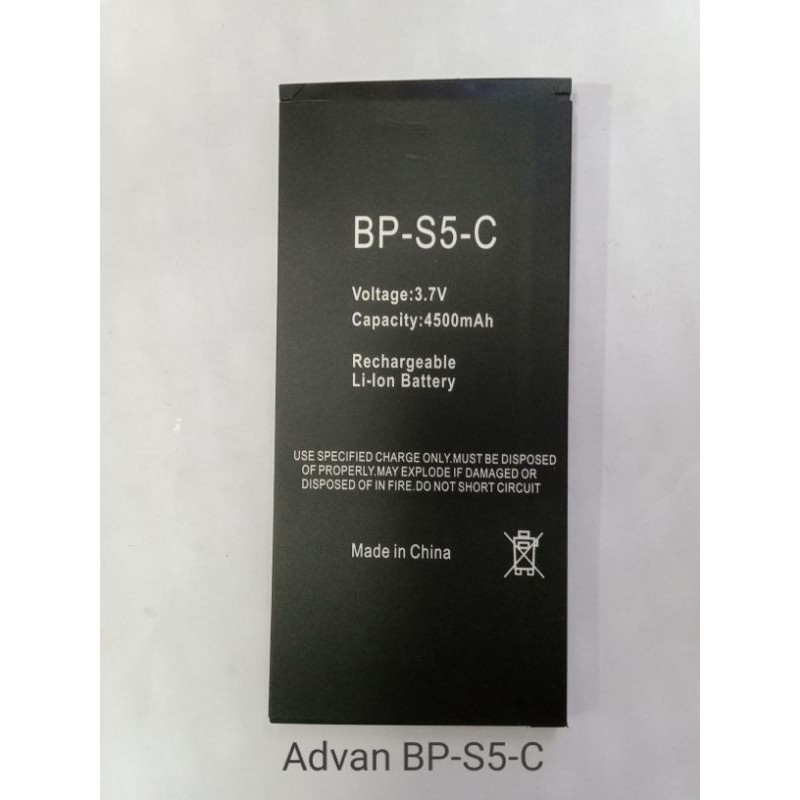 BP-S5-C
Voltage:3.7V
Capacity:4500mAh
Rechargeable
Li-Ion Battery
USE SPECIFIED CHARGE ONLY.MUST BE DISPOSED
OF PROPERLY.MAY EXPLODE IF DAMAGED OR
DISPOSED OF IN FIRE.DO NOT SHORT CIRCUIT
Made in China
Advan BP-S5-C